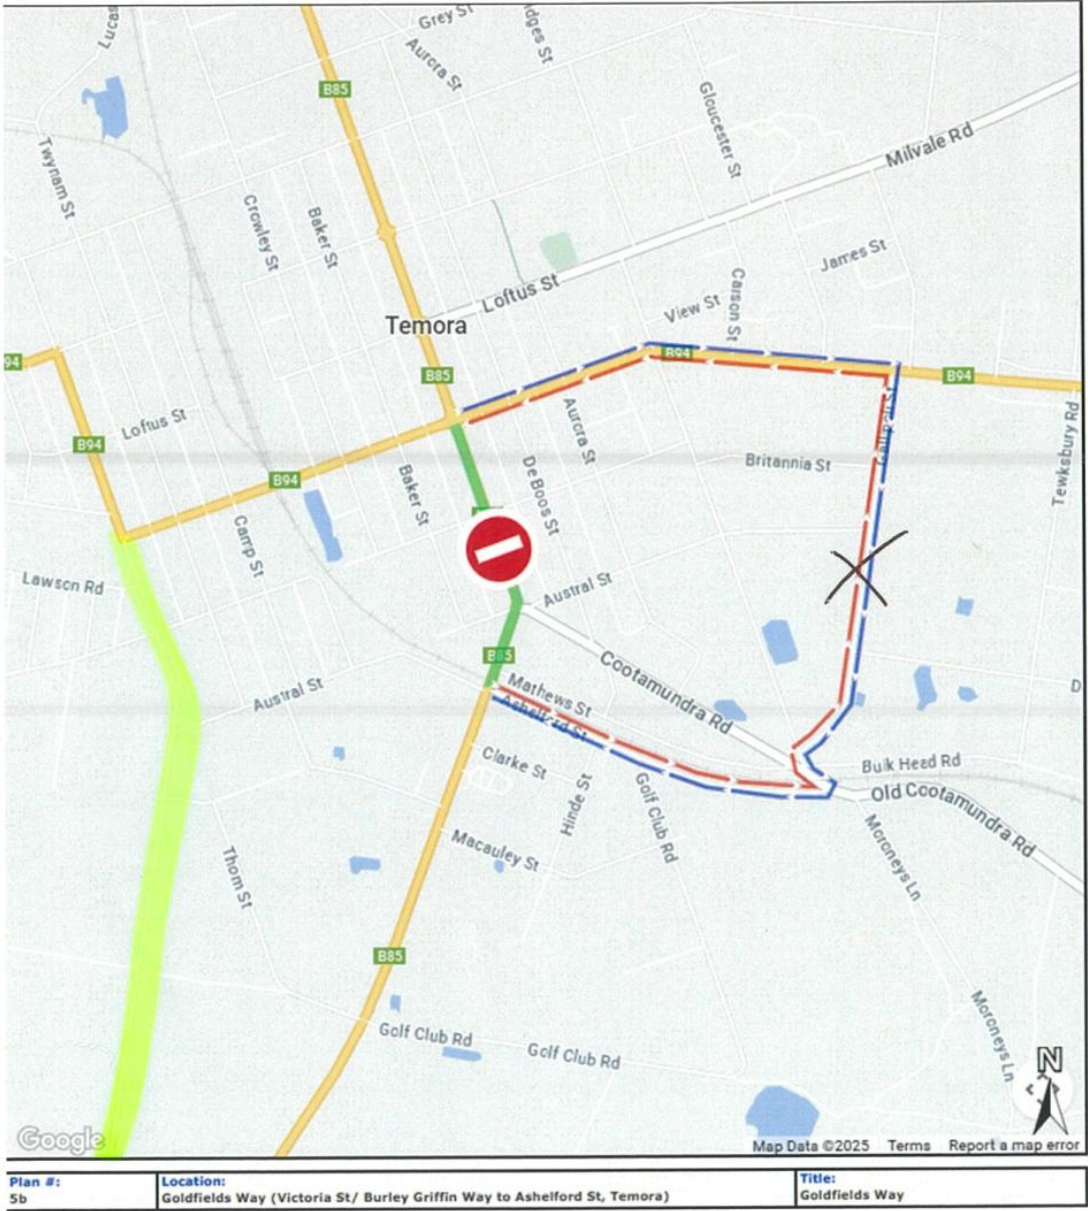 Lucas
Grey St
Aurora St
B85
Gloucester St
Milvale Rd
Twynam St
Crowley St
Baker St
James St
Loftus St
View St
Carson St
Temora
B94
94
B85
B94
Loftus St
B94
Aurora St
Britannia St
Tewksbury Rd
B94
Baker St
DeBoos St
Camp St
Lawson Rd
Austral St
B85
Mathews St
Ashelford St
Cootamundra Rd
Austral St
D
Clarke St
Bulk Head Rd
Old Cootamundra Rd
Hinde St
Golf Club Rd
Moroneys Ln
Macauley St
Thom St
B85
Golf Club Rd
Golf Club Rd
Moroneys Ln
N
Google
Map Data ©2025 Terms Report a map error
Plan #:
5b
Location:
Goldfields Way (Victoria St/ Burley Griffin Way to Ashelford St, Temora)
Title:
Goldfields Way